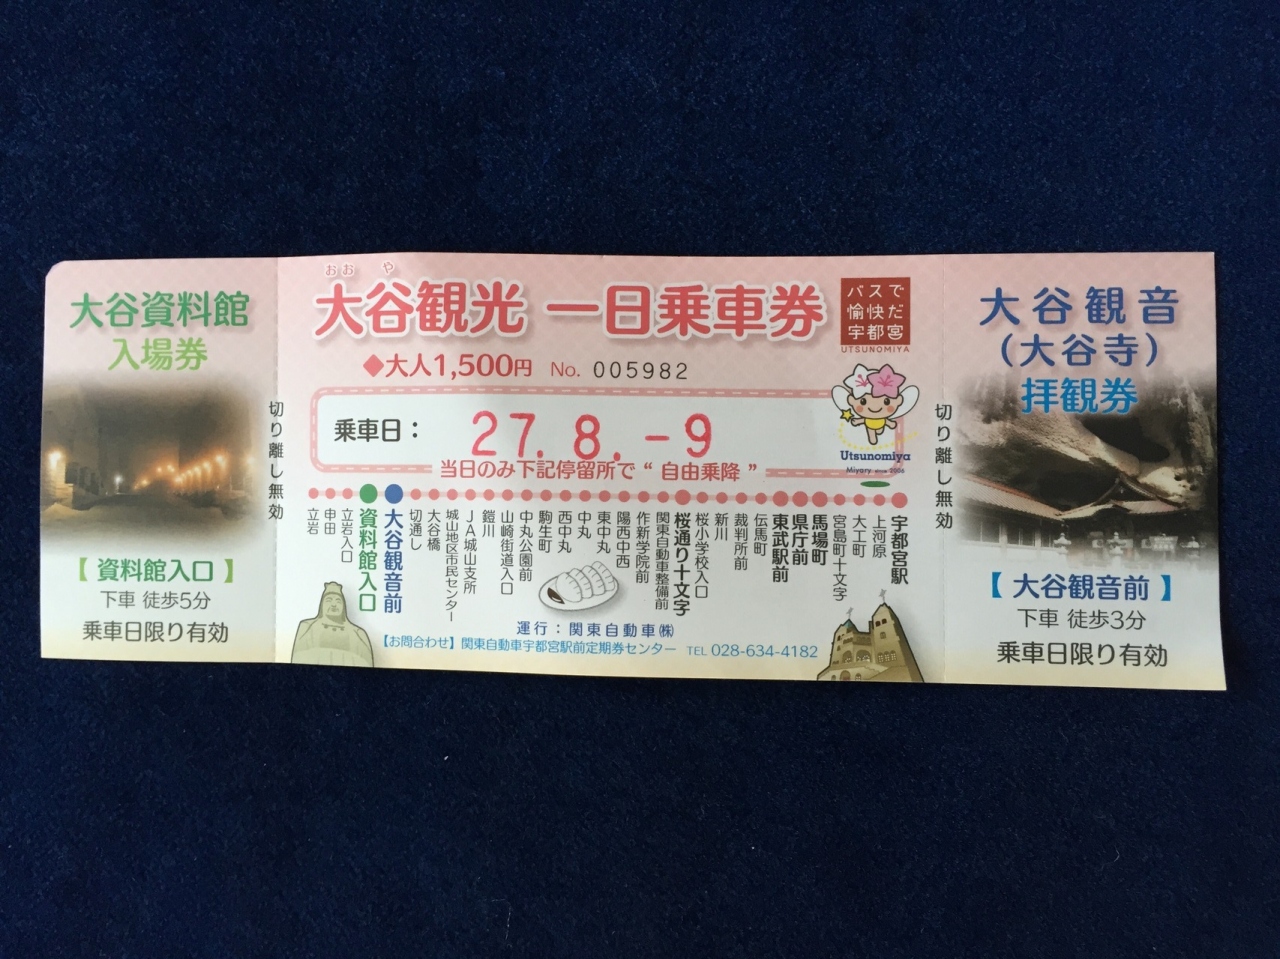 大谷資料館
入場券
【 資料館入口 】
下車 徒歩5分
乗車日限り有効
切り離し無効
おお や
大谷観光 一日乗車券
◆大人1,500円 No. 005982
バスで
愉快だ
宇都宮
UTSUNOMIYA
乗車日： 27. 8. -9
当日のみ下記停留所で “ 自由乗降 ”
Utsunomiya
Miyary since 2006
宇都宮駅
上河原
大工町
宮島町十文字
馬場町
県庁前
東武駅前
伝馬町
裁判所前
新川
桜小学校入口
桜通り十文字
関東自動車整備前
作新学院前
陽西中西
東中丸
中丸
西中丸
駒生町
中丸公園前
山崎街道入口
鎧川
ＪＡ城山支所
城山地区市民センター
大谷橋
切通し
大谷観音前
資料館入口
立岩入口
申田
立岩
運行：関東自動車㈱
【お問合わせ】関東自動車宇都宮駅前定期券センター TEL 028-634-4182
切り離し無効
大谷観音
（大谷寺）
拝観券
【 大谷観音前 】
下車 徒歩3分
乗車日限り有効